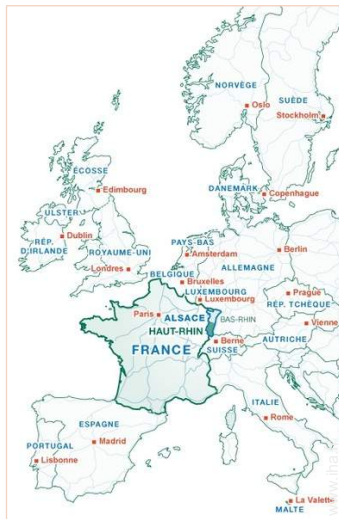 NORVÈGE
Oslo
SUÈDE
Stockholm
ÉCOSSE
Edimbourg
DANEMARK
Copenhague
ULSTER
Dublin
RÉP.
D'IRLANDE
ROYAUME-UNI
Londres
PAYS-BAS
Amsterdam
Berlin
BELGIQUE
ALLEMAGNE
Bruxelles
LUXEMBOURG
Luxembourg
Prague
RÉP. TCHÈQUE
Paris
ALSACE
BAS-RHIN
HAUT-RHIN
Vienne
FRANCE
Berne
SUISSE
AUTRICHE
ITALIE
Rome
ESPAGNE
Madrid
PORTUGAL
Lisbonne
La Valett
MALTE